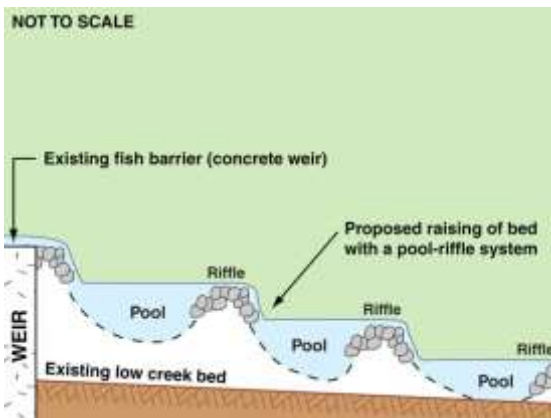 NOT TO SCALE
Existing fish barrier (concrete weir)
Proposed raising of bed
with a pool-riffle system
Riffle
Pool
Riffle
Pool
Riffle
Pool
WEIR
Existing low creek bed